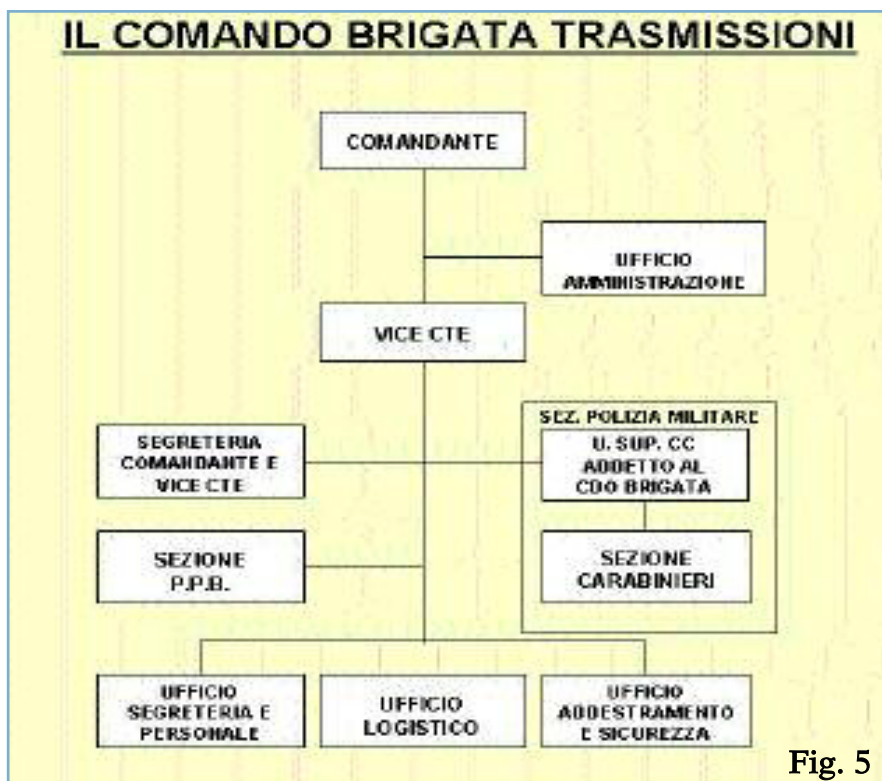 IL COMANDO BRIGATA TRASMISSIONI
COMANDANTE
UFFICIO
AMMINISTRAZIONE
VICE CTE
SEGRETERIA
COMANDANTE E
VICE CTE
SEZ. POLIZIA MILITARE
U. SUP. CC
ADDETTO AL
CDO BRIGATA
SEZIONE
P.P.B.
SEZIONE
CARABINIERI
UFFICIO
SEGRETERIA E
PERSONALE
UFFICIO
LOGISTICO
UFFICIO
ADDESTRAMENTO
E SICUREZZA
Fig. 5